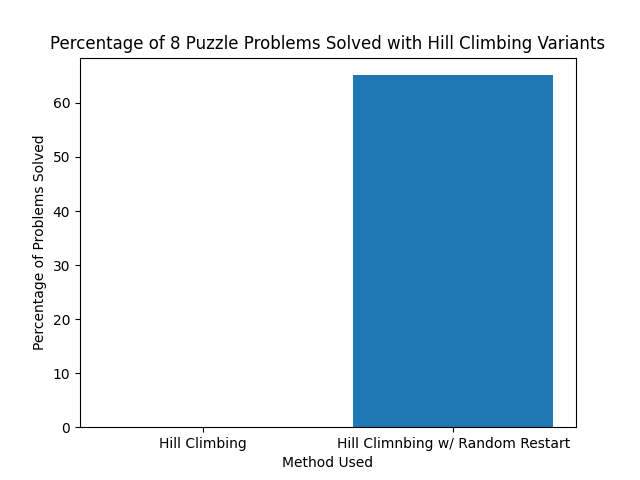 Percentage of 8 Puzzle Problems Solved with Hill Climbing Variants
Percentage of Problems Solved
60
50
40
30
20
10
0
Hill Climbing
Hill Climnbing w/ Random Restart
Method Used